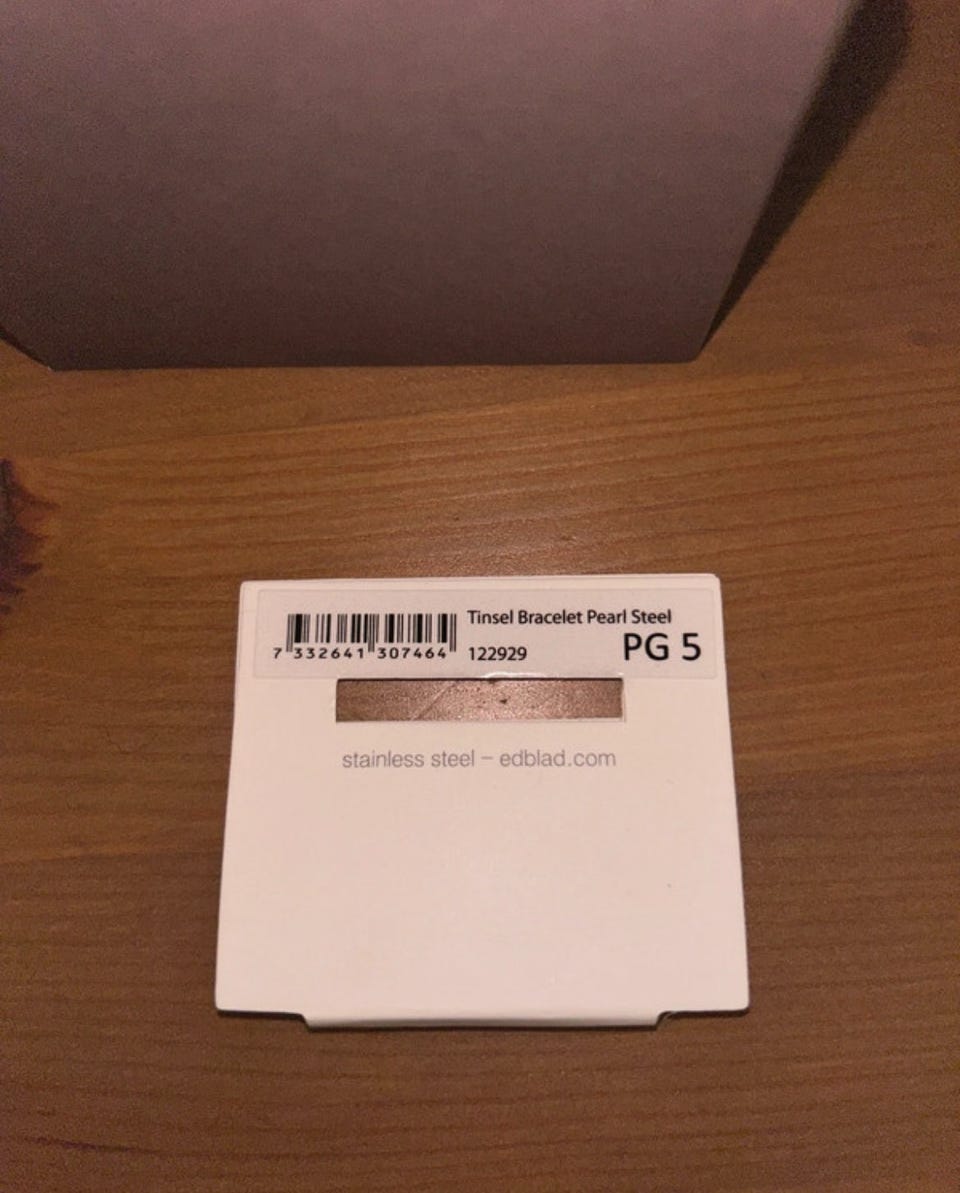 Tinsel Bracelet Pearl Steel
7 332641 307464
122929
PG 5
stainless steel – edblad.com